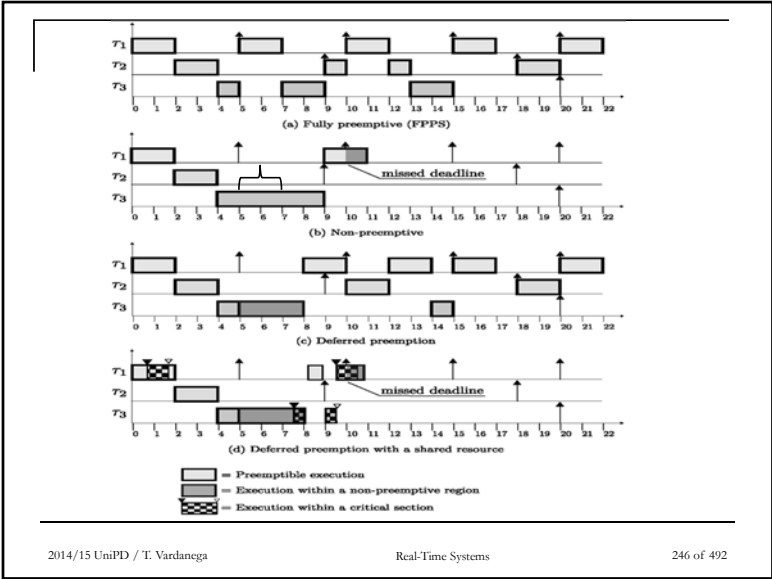 τ1
τ2
τ3
0 1 2 3 4 5 6 7 8 9 10 11 12 13 14 15 16 17 18 19 20 21 22
(a) Fully preemptive (FPPS)
τ1
missed deadline
τ2
τ3
0 1 2 3 4 5 6 7 8 9 10 11 12 13 14 15 16 17 18 19 20 21 22
(b) Non-preemptive
τ1
τ2
τ3
0 1 2 3 4 5 6 7 8 9 10 11 12 13 14 15 16 17 18 19 20 21 22
(c) Deferred preemption
τ1
missed deadline
τ2
τ3
0 1 2 3 4 5 6 7 8 9 10 11 12 13 14 15 16 17 18 19 20 21 22
(d) Deferred preemption with a shared resource
= Preemptible execution
= Execution within a non-preemptive region
= Execution within a critical section
2014/15 UniPD / T. Vardanega Real-Time Systems 246 of 492